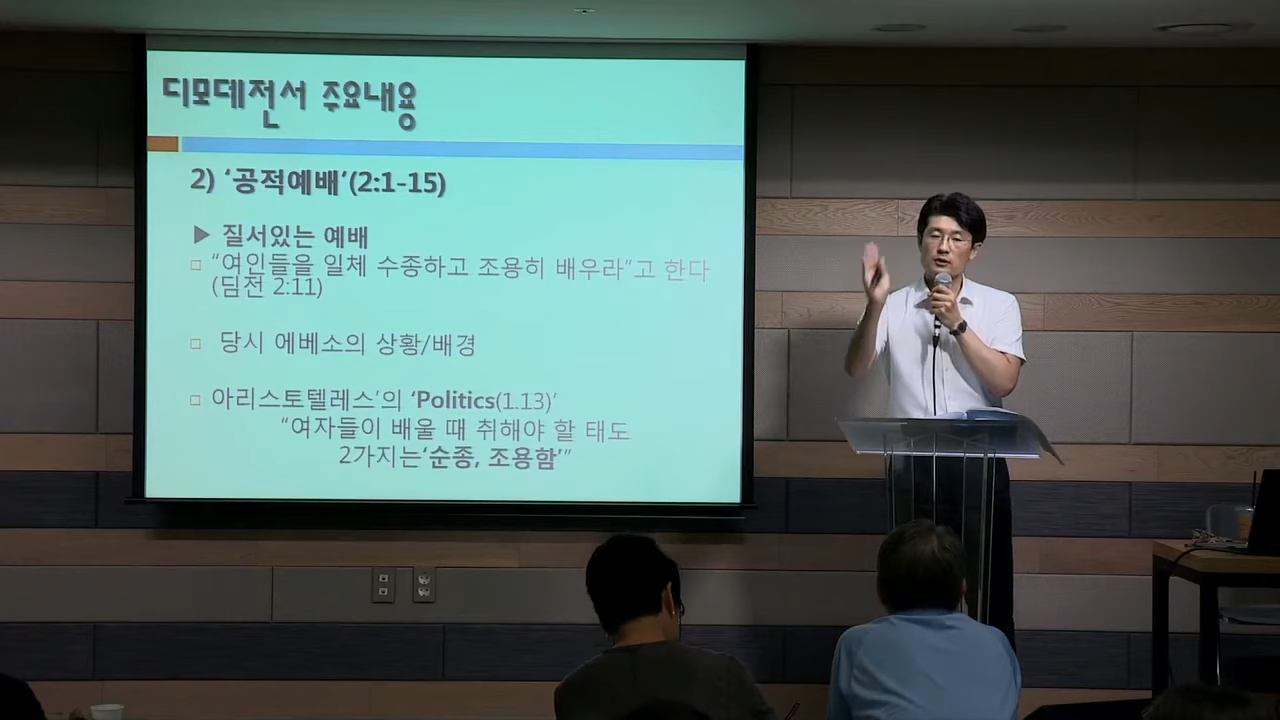 디모데전서 주요내용
2) ‘공적예배‘(2:1-15)
▶ 질서있는 예배
□ “여인들을 일체 수종하고 조용히 배우라”고 한다
(딤전 2:11)
□ 당시 에베소의 상황/배경
□ 아리스토텔레스’의 ‘Politics(1.13)’
“여자들이 배울 때 취해야 할 태도
2가지는‘순종, 조용함’”